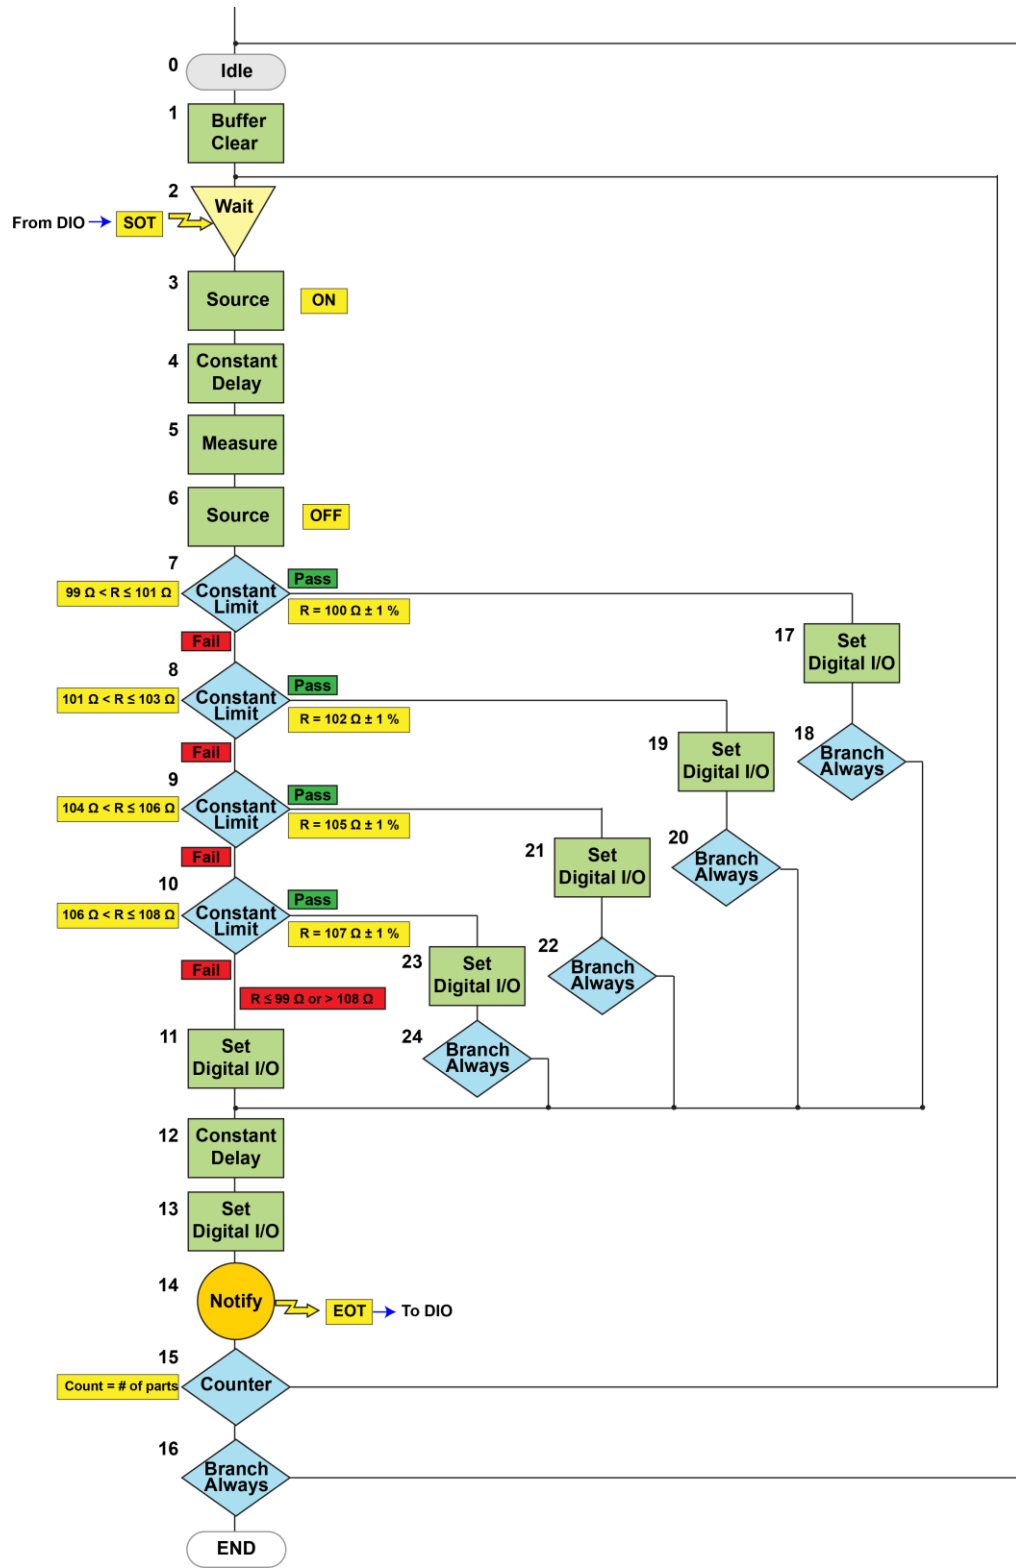 0
Idle
1
Buffer
Clear
2
Wait
From DIO
SOT
3
Source
ON
4
Constant
Delay
5
Measure
6
Source
OFF
7
99 Ω < R ≤ 101 Ω
Constant
Limit
Pass
R = 100 Ω ± 1 %
Fail
17
Set
Digital I/O
8
101 Ω < R ≤ 103 Ω
Constant
Limit
Pass
R = 102 Ω ± 1 %
Fail
18
Branch
Always
19
Set
Digital I/O
9
104 Ω < R ≤ 106 Ω
Constant
Limit
Pass
R = 105 Ω ± 1 %
Fail
20
Branch
Always
21
Set
Digital I/O
10
106 Ω < R ≤ 108 Ω
Constant
Limit
Pass
R = 107 Ω ± 1 %
Fail
22
Branch
Always
23
Set
Digital I/O
R ≤ 99 Ω or > 108 Ω
11
Set
Digital I/O
24
Branch
Always
12
Constant
Delay
13
Set
Digital I/O
14
Notify
EOT
To DIO
15
Count = # of parts
Counter
16
Branch
Always
END